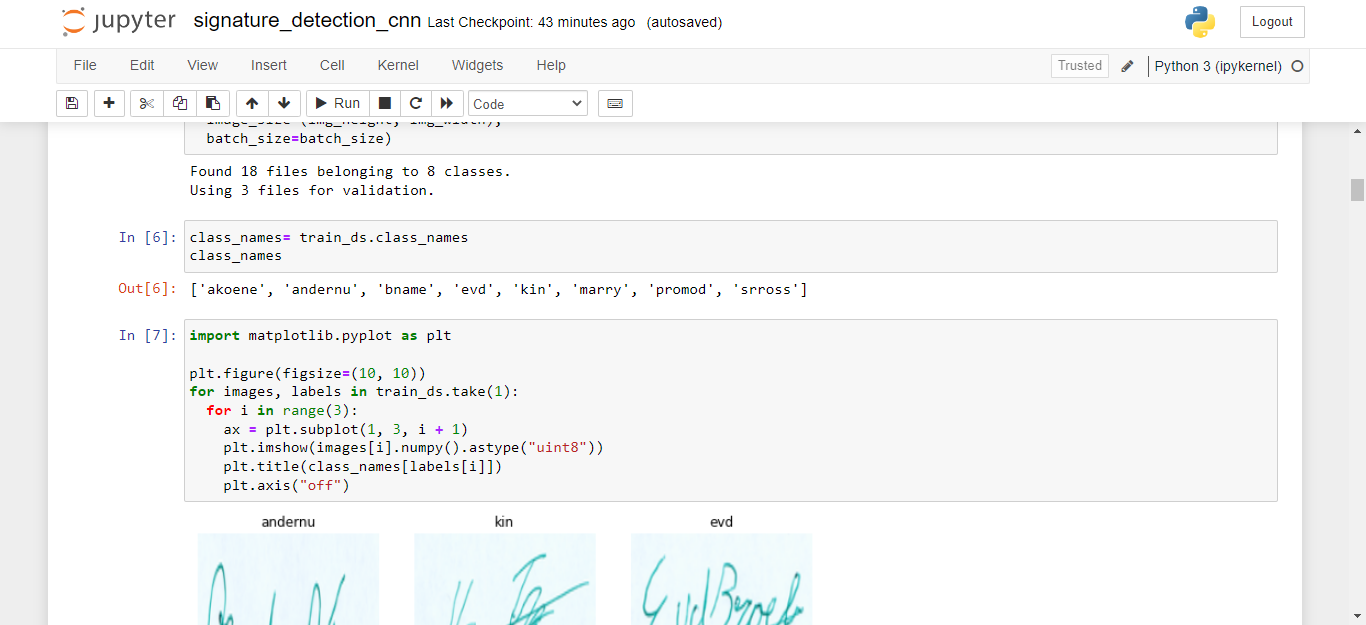 jupyter signature_detection_cnn Last Checkpoint: 43 minutes ago (autosaved)
Logout
File Edit View Insert Cell Kernel Widgets Help
Trusted
Python 3 (ipykernel)
Run
Code
image_size=(img_height, img_width),
batch_size=batch_size)
Found 18 files belonging to 8 classes.
Using 3 files for validation.
In [6]: class_names= train_ds.class_names
class_names
Out[6]: ['akoene', 'andernu', 'bname', 'evd', 'kin', 'marry', 'promod', 'srross']
In [7]: import matplotlib.pyplot as plt
plt.figure(figsize=(10, 10))
for images, labels in train_ds.take(1):
for i in range(3):
ax = plt.subplot(1, 3, i + 1)
plt.imshow(images[i].numpy().astype("uint8"))
plt.title(class_names[labels[i]])
plt.axis("off")
andernu kin evd